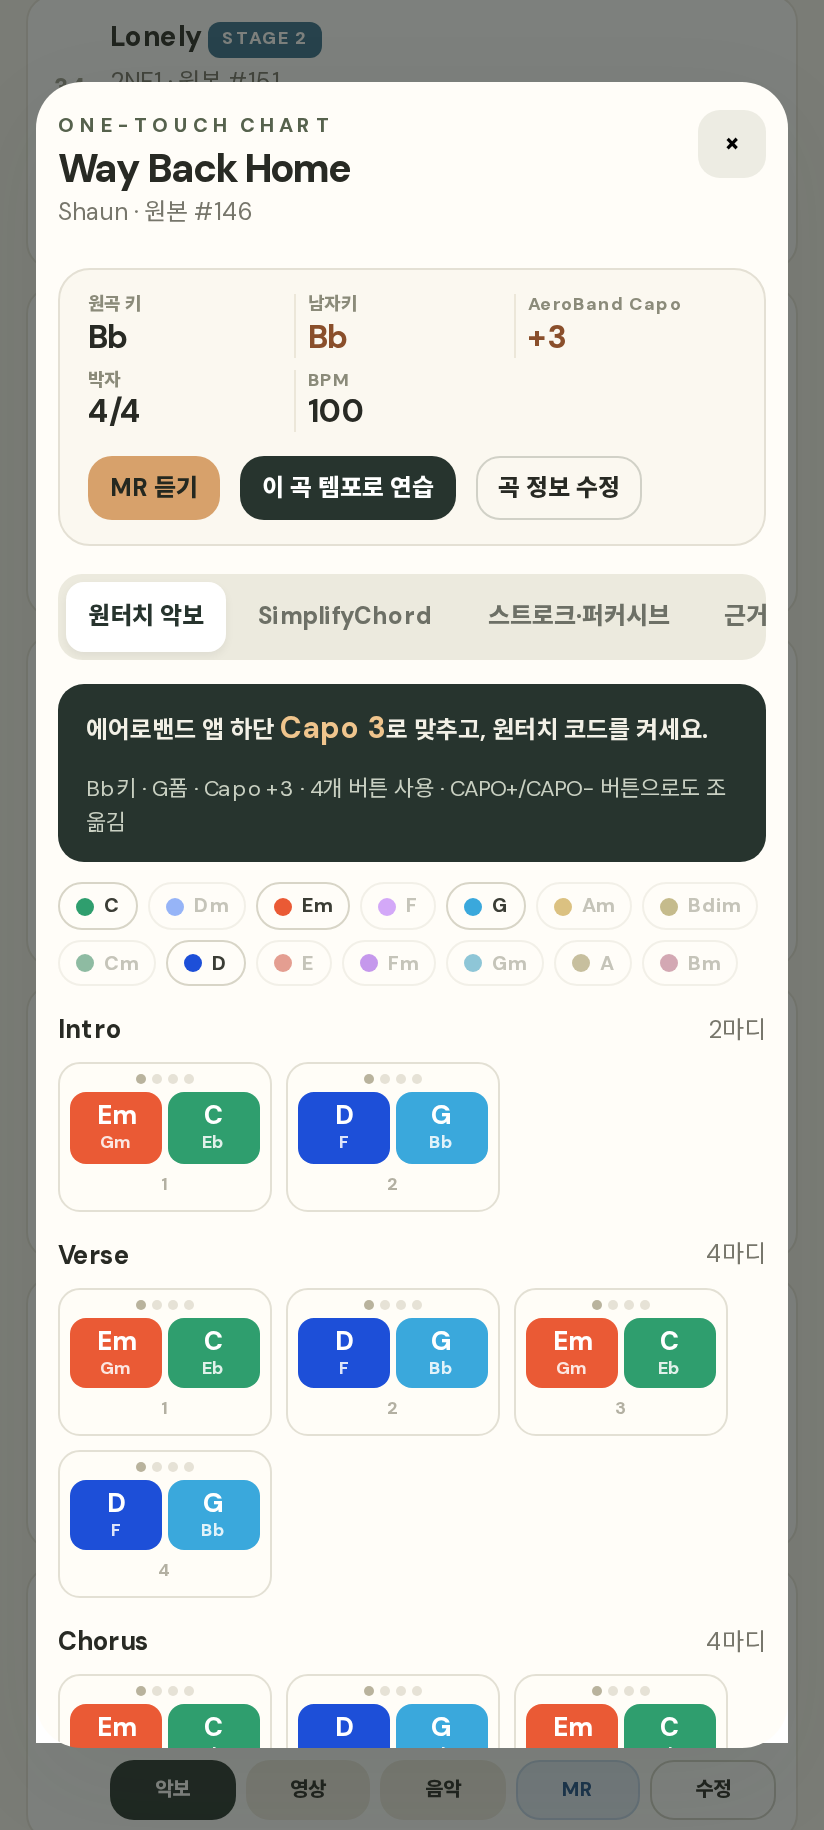 Lonely STAGE 2
2NE1 · 원본 #151
ONE-TOUCH CHART
×
Way Back Home
Shaun · 원본 #146
원곡 키 남자키 AeroBand Capo
Bb Bb +3
박자 BPM
4/4 100
MR 듣기 이 곡 템포로 연습 곡 정보 수정
원터치 악보 SimplifyChord 스트로크·퍼커시브 근거
에어로밴드 앱 하단 Capo 3로 맞추고, 원터치 코드를 켜세요.
Bb키 · G폼 · Capo +3 · 4개 버튼 사용 · CAPO+/CAPO- 버튼으로도 조
옮김
C Dm Em F G Am Bdim
Cm D E Fm Gm A Bm
Intro 2마디
Em C D G
Gm Eb F Bb
1 2
Verse 4마디
Em C D G Em C
Gm Eb F Bb Gm Eb
1 2 3
D G
F Bb
4
Chorus 4마디
Em C D G Em C
악보 영상 음악 MR 수정